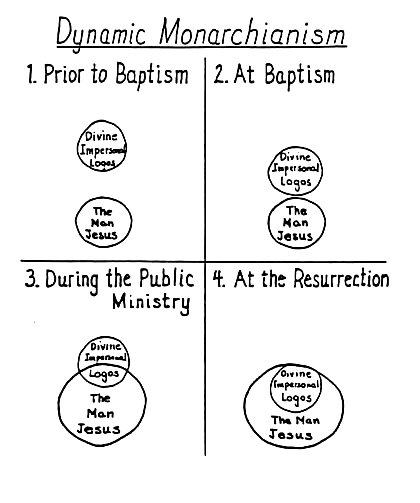 Dynamic Monarchianism
1. Prior to Baptism
Divine
Impersonal
Logos
The
Man
Jesus
2. At Baptism
Divine
Impersonal
Logos
The
Man
Jesus
3. During the Public
Ministry
Divine
Impersonal
Logos
The
Man
Jesus
4. At the Resurrection
Divine
Impersonal
Logos
The Man
Jesus